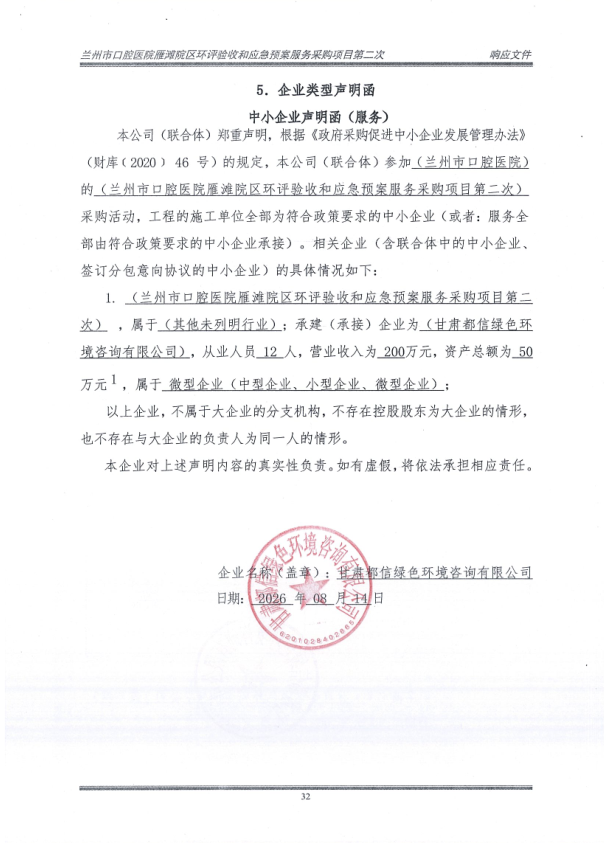 兰州市口腔医院雁滩院区环评验收和应急预案服务采购项目第二次 响应文件
5. 企业类型声明函
中小企业声明函（服务）
本公司（联合体）郑重声明，根据《政府采购促进中小企业发展管理办法》
（财库﹝2020﹞46 号）的规定，本公司（联合体）参加（兰州市口腔医院）
的（兰州市口腔医院雁滩院区环评验收和应急预案服务采购项目第二次）
采购活动，工程的施工单位全部为符合政策要求的中小企业（或者：服务全
部由符合政策要求的中小企业承接）。相关企业（含联合体中的中小企业、
签订分包意向协议的中小企业）的具体情况如下：
1. （兰州市口腔医院雁滩院区环评验收和应急预案服务采购项目第二
次） ，属于（其他未列明行业）；承建（承接）企业为（甘肃都信绿色环
境咨询有限公司），从业人员 12 人，营业收入为 200万元，资产总额为 50
万元1，属于 微型企业（中型企业、小型企业、微型企业）；
以上企业，不属于大企业的分支机构，不存在控股股东为大企业的情形，
也不存在与大企业的负责人为同一人的情形。
本企业对上述声明内容的真实性负责。如有虚假，将依法承担相应责任。
企业名称（盖章）：甘肃都信绿色环境咨询有限公司
日期： 2026 年 08 月 14 日
甘肃都信绿色环境咨询有限公司
6201028402665
32